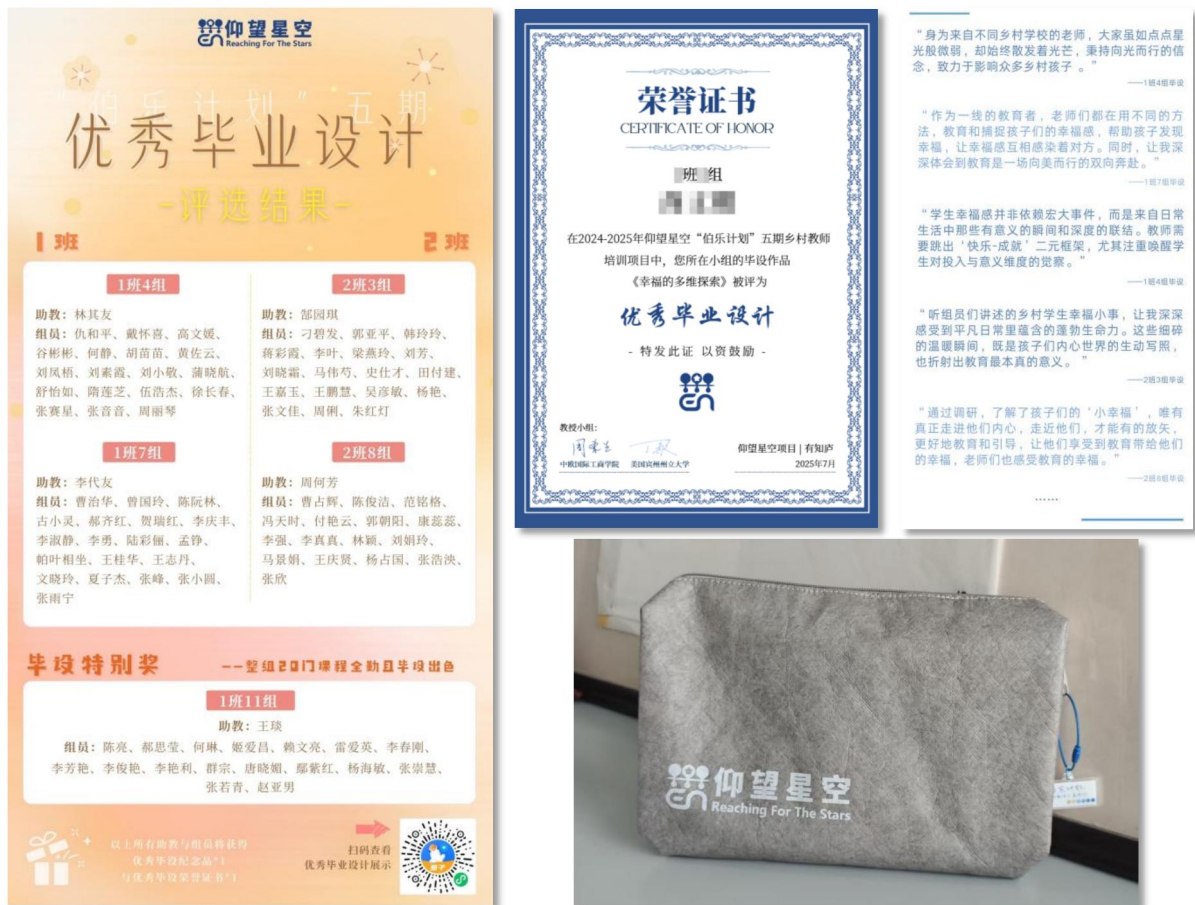 仰望星空
Reaching For The Stars
“伯乐计划”五期
优秀毕业设计
-评选结果-
1班
2班
1班4组
助教：林其友
组员：仇和平、戴怀喜、高文媛、
谷彬彬、何静、胡苗苗、黄佐云、
刘凤梧、刘素霞、刘小敬、蒲晓航、
舒怡如、隋莲芝、伍浩杰、徐长春、
张赛星、张音音、周丽琴
2班3组
助教：郜园琪
组员：刁碧发、郭亚平、韩玲玲、
蒋彩霞、李叶、梁燕玲、刘芳、
刘晓霜、马伟芍、史仕才、田付建、
王嘉玉、王鹏慧、吴彦敏、杨艳、
张文佳、周俐、朱红灯
1班7组
助教：李代友
组员：曹治华、曾国玲、陈阮林、
古小灵、郝齐红、贺瑞红、李庆丰、
李淑静、李勇、陆彩俪、孟铮、
帕叶相坐、王桂华、王志丹、
文晓玲、夏子杰、张峰、张小圆、
张雨宁
2班8组
助教：周何芳
组员：曹占辉、陈俊洁、范铭格、
冯天时、付艳云、郭朝阳、康蕊蕊、
李强、李真真、林颖、刘娟玲、
马景娟、王庆贤、杨占国、张浩泱、
张欣
毕设特别奖
--整组20门课程全勤且毕设出色
1班11组
助教：王琰
组员：陈亮、郝思莹、何琳、姬爱昌、赖文亮、雷爱英、李春刚、
李芳艳、李俊艳、李艳利、群宗、唐晓媚、鄢紫红、杨海敏、张崇慧、
张若青、赵亚男
以上所有助教与组员将获得
优秀毕设纪念品*1
与优秀毕设荣誉证书*1
扫码查看
优秀毕业设计展示
荣誉证书
CERTIFICATE OF HONOR
班 组
在2024-2025年仰望星空“伯乐计划”五期乡村教师
培训项目中，您所在小组的毕设作品
《幸福的多维探索》被评为
优秀毕业设计
- 特发此证 以资鼓励 -
教授小组：
中欧国际工商学院 美国宾州州立大学
仰望星空项目 | 有知庐
2025年7月
“身为来自不同乡村学校的老师，大家虽如点点星
光般微弱，却始终散发着光芒，秉持向光而行的信
念，致力于影响众多乡村孩子 。”
——1班4组毕设
“作为一线的教育者，老师们都在用不同的方
法，教育和捕捉孩子们的幸福感，帮助孩子发现
幸福，让幸福感互相感染着对方。同时，让我深
深体会到教育是一场向美而行的双向奔赴。”
——1班7组毕设
“学生幸福感并非依赖宏大事件，而是来自日常
生活中那些有意义的瞬间和深度的联结。教师需
要跳出‘快乐-成就’二元框架，尤其注重唤醒学
生对投入与意义维度的觉察。”
——1班4组毕设
“听组员们讲述的乡村学生幸福小事，让我深深
感受到平凡日常里蕴含的蓬勃生命力。这些细碎
的温暖瞬间，既是孩子们内心世界的生动写照，
也折射出教育最本真的意义。”
——2班3组毕设
“通过调研，了解了孩子们的‘小幸福’，唯有
真正走进他们内心，走近他们，才能有的放矢，
更好地教育和引导，让他们享受到教育带给他们
的幸福，老师们也感受教育的幸福。”
——2班8组毕设
……
仰望星空
Reaching For The Stars